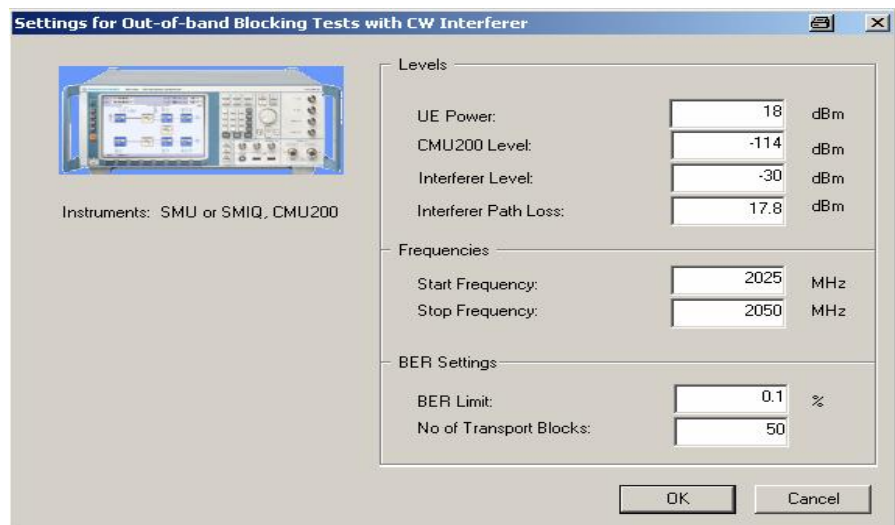 Settings for Out-of-band Blocking Tests with CW Interferer
Instruments: SMU or SMIQ, CMU200
Levels
UE Power: 18 dBm
CMU200 Level: -114 dBm
Interferer Level: -30 dBm
Interferer Path Loss: 17.8 dBm
Frequencies
Start Frequency: 2025 MHz
Stop Frequency: 2050 MHz
BER Settings
BER Limit: 0.1 %
No of Transport Blocks: 50
OK Cancel